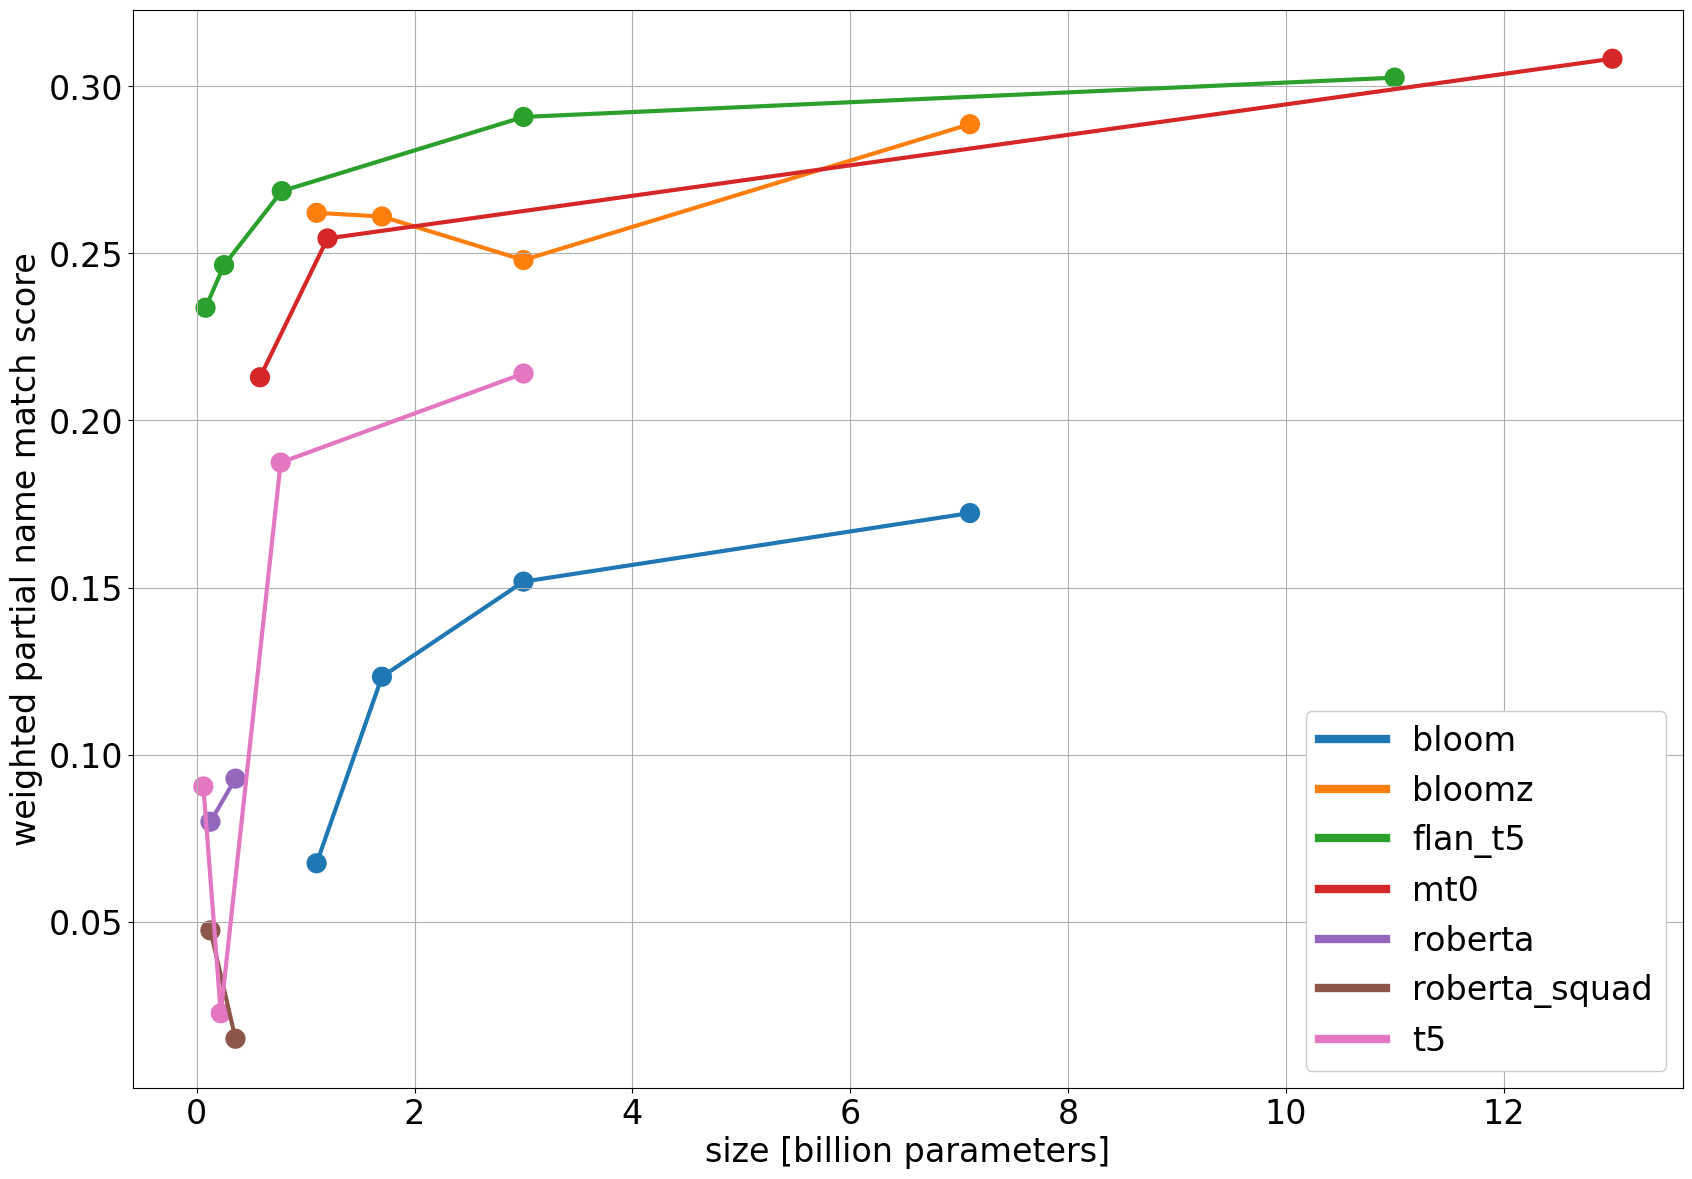 weighted partial name match score
0.30
0.25
0.20
0.15
0.10
0.05
0 2 4 6 8 10 12
size [billion parameters]
bloom
bloomz
flan_t5
mt0
roberta
roberta_squad
t5